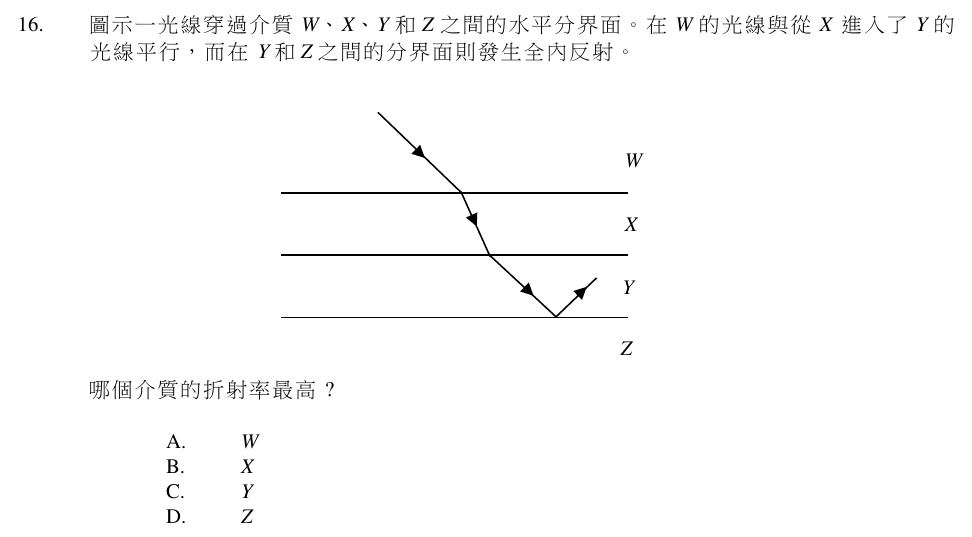 16. 圖示一光線穿過介質 W、X、Y 和 Z 之間的水平分界面。在 W 的光線與從 X 進入了 Y 的
光線平行，而在 Y 和 Z 之間的分界面則發生全內反射。
W
X
Y
Z
哪個介質的折射率最高？
A. W
B. X
C. Y
D. Z